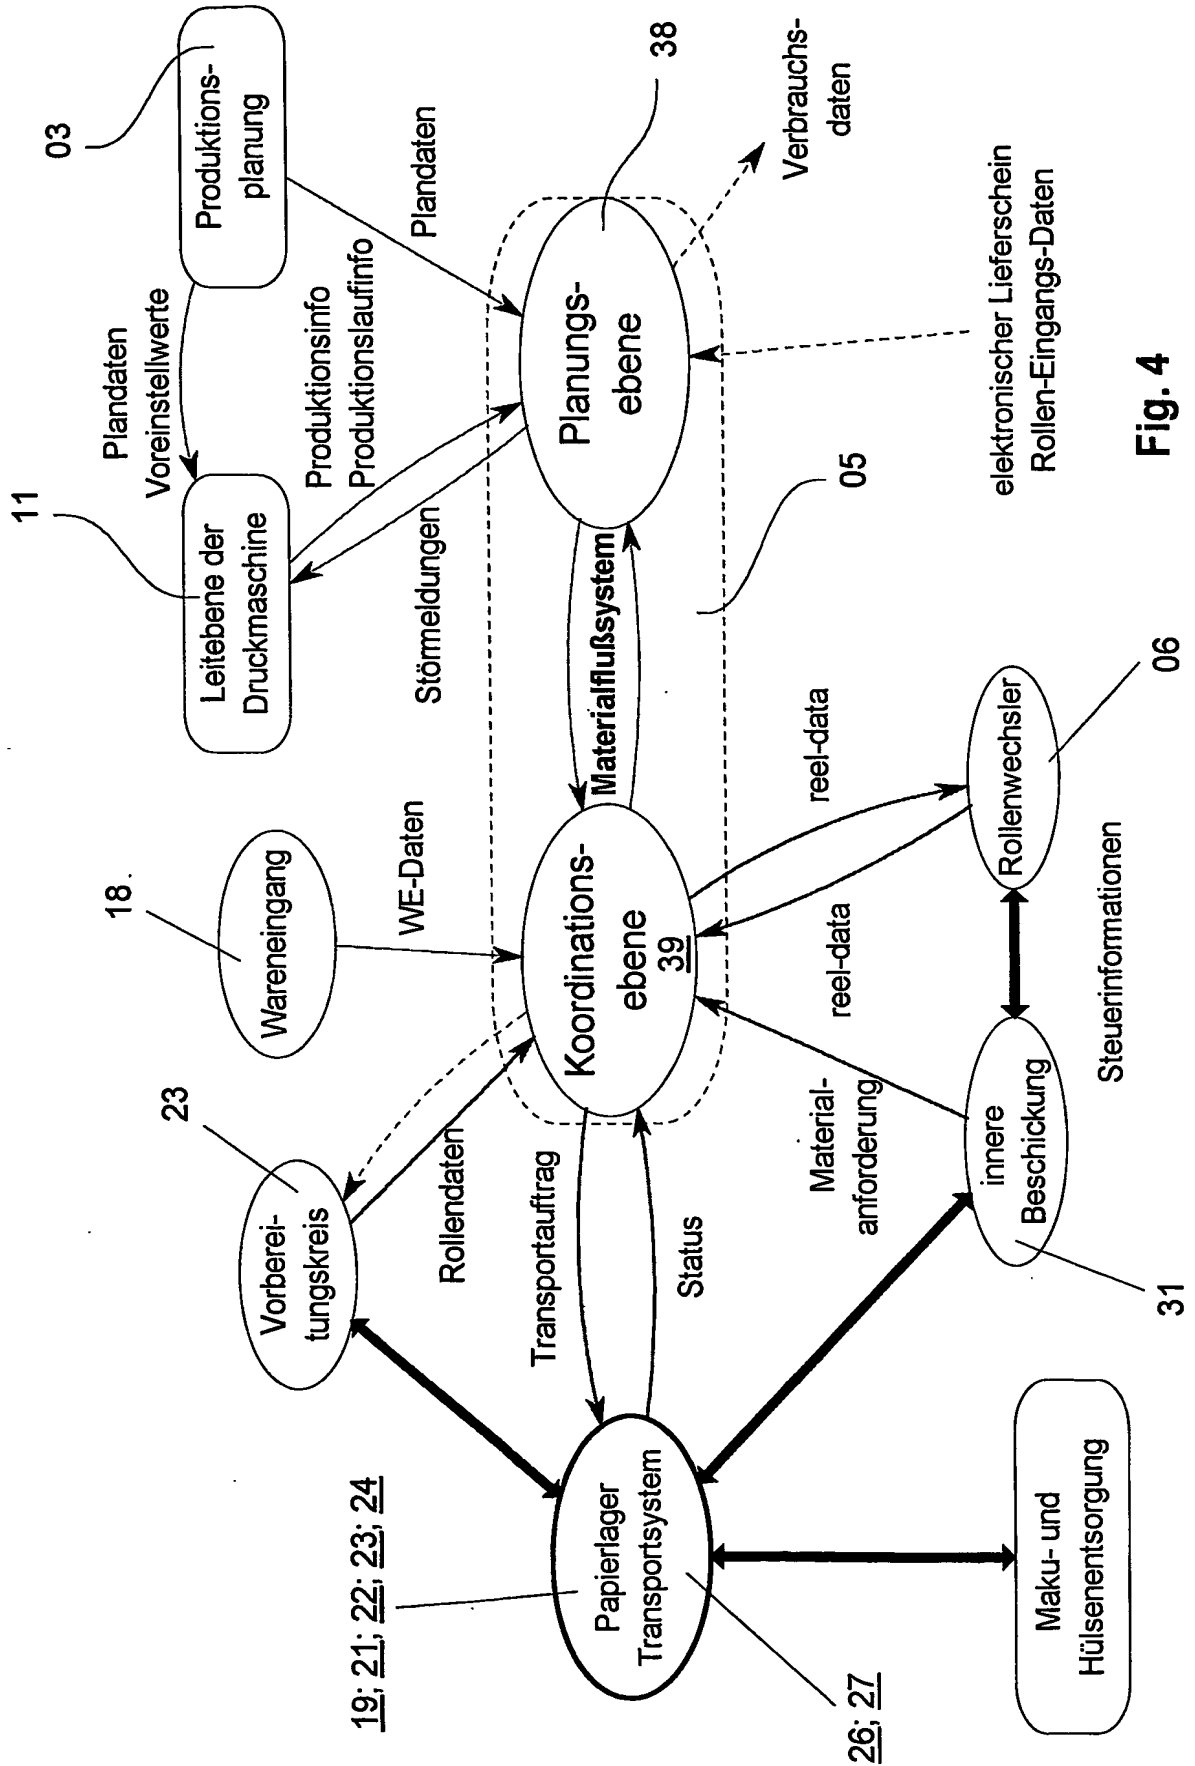 03
Produktions-
planung
11
Plandaten
Voreinstellwerte
Leitebene der
Druckmaschine
Produktionsinfo
Produktionslaufinfo
Plandaten
38
Störmeldungen
18
Wareneingang
WE-Daten
23
Vorberei-
tungskreis
Rollendaten
Planungs-
ebene
Verbrauchs-
daten
Materialflußsystem
Koordinations-
ebene
39
Transportauftrag
Status
19; 21; 22; 23; 24
Papierlager
Transportsystem
26; 27
elektronischer Lieferschein
Rollen-Eingangs-Daten
05
reel-data
reel-data
Material-
anforderung
Rollenwechsler
06
Steuerinformationen
innere
Beschickung
31
Maku- und
Hülsenentsorgung
Fig. 4